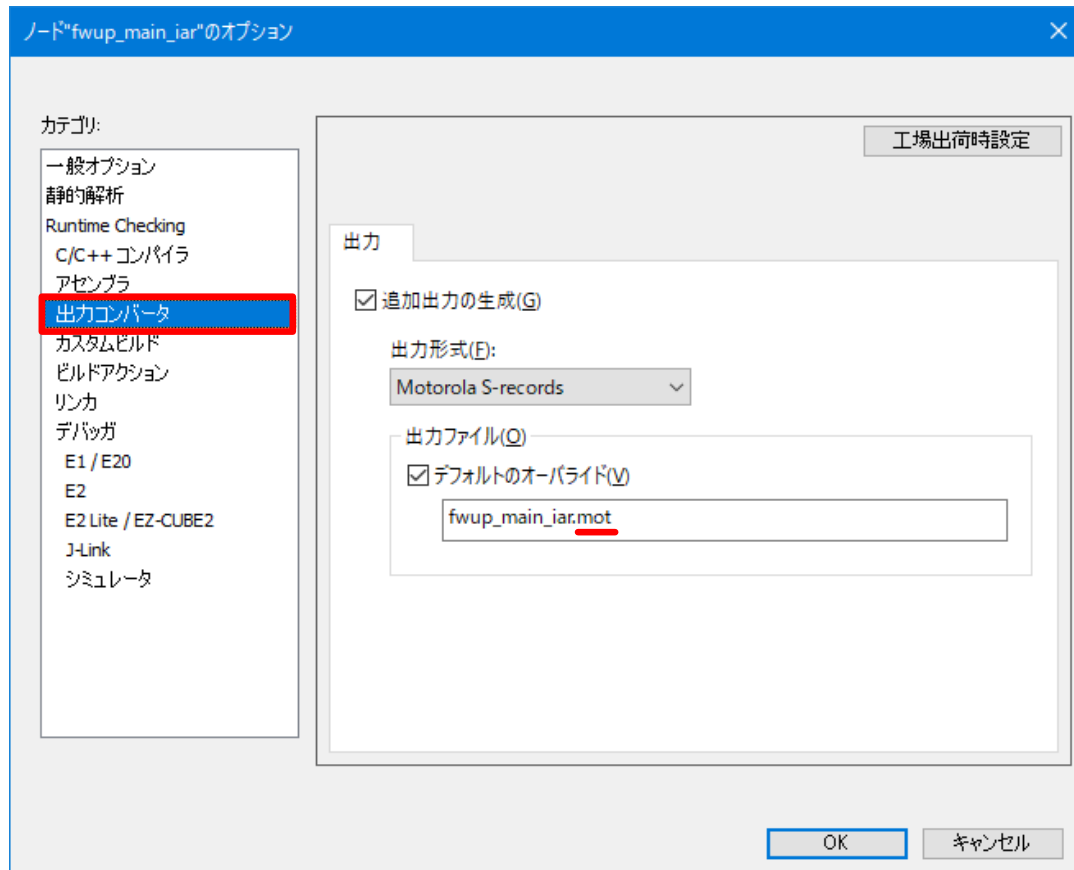 ノード"fwup_main_iar"のオプション
カテゴリ:
一般オプション
静的解析
Runtime Checking
C/C++ コンパイラ
アセンブラ
出力コンバータ
カスタムビルド
ビルドアクション
リンカ
デバッガ
E1 / E20
E2
E2 Lite / EZ-CUBE2
J-Link
シミュレータ
工場出荷時設定
出力
追加出力の生成(G)
出力形式(F):
Motorola S-records
出力ファイル(O)
デフォルトのオーバライド(V)
fwup_main_iar.mot
OK
キャンセル